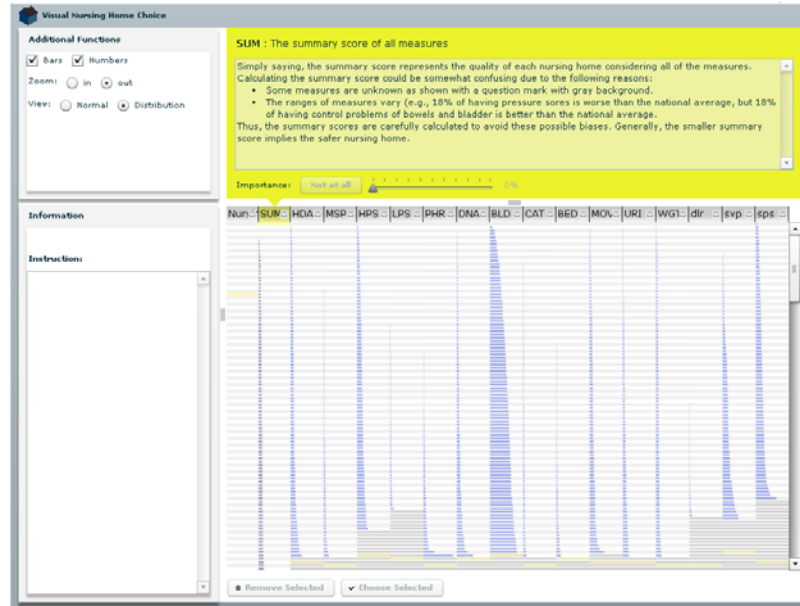 Visual Nursing Home Choice
Additional Functions
Bars Numbers
Zoom: in out
View: Normal Distribution
SUM : The summary score of all measures
Simply saying, the summary score represents the quality of each nursing home considering all of the measures.
Calculating the summary score could be somewhat confusing due to the following reasons:
• Some measures are unknown as shown with a question mark with gray background.
• The ranges of measures vary (e.g., 18% of having pressure sores is worse than the national average, but 18%
of having control problems of bowels and bladder is better than the national average.
Thus, the summary scores are carefully calculated to avoid these possible biases. Generally, the smaller summary
score implies the safer nursing home.
Importance: Not at all 0%
Information
Instruction:
SUM HDA MSP HPS LPS PHR DNA BLD CAT BED MOV URI WGT dlr svp sps
Remove Selected Choose Selected